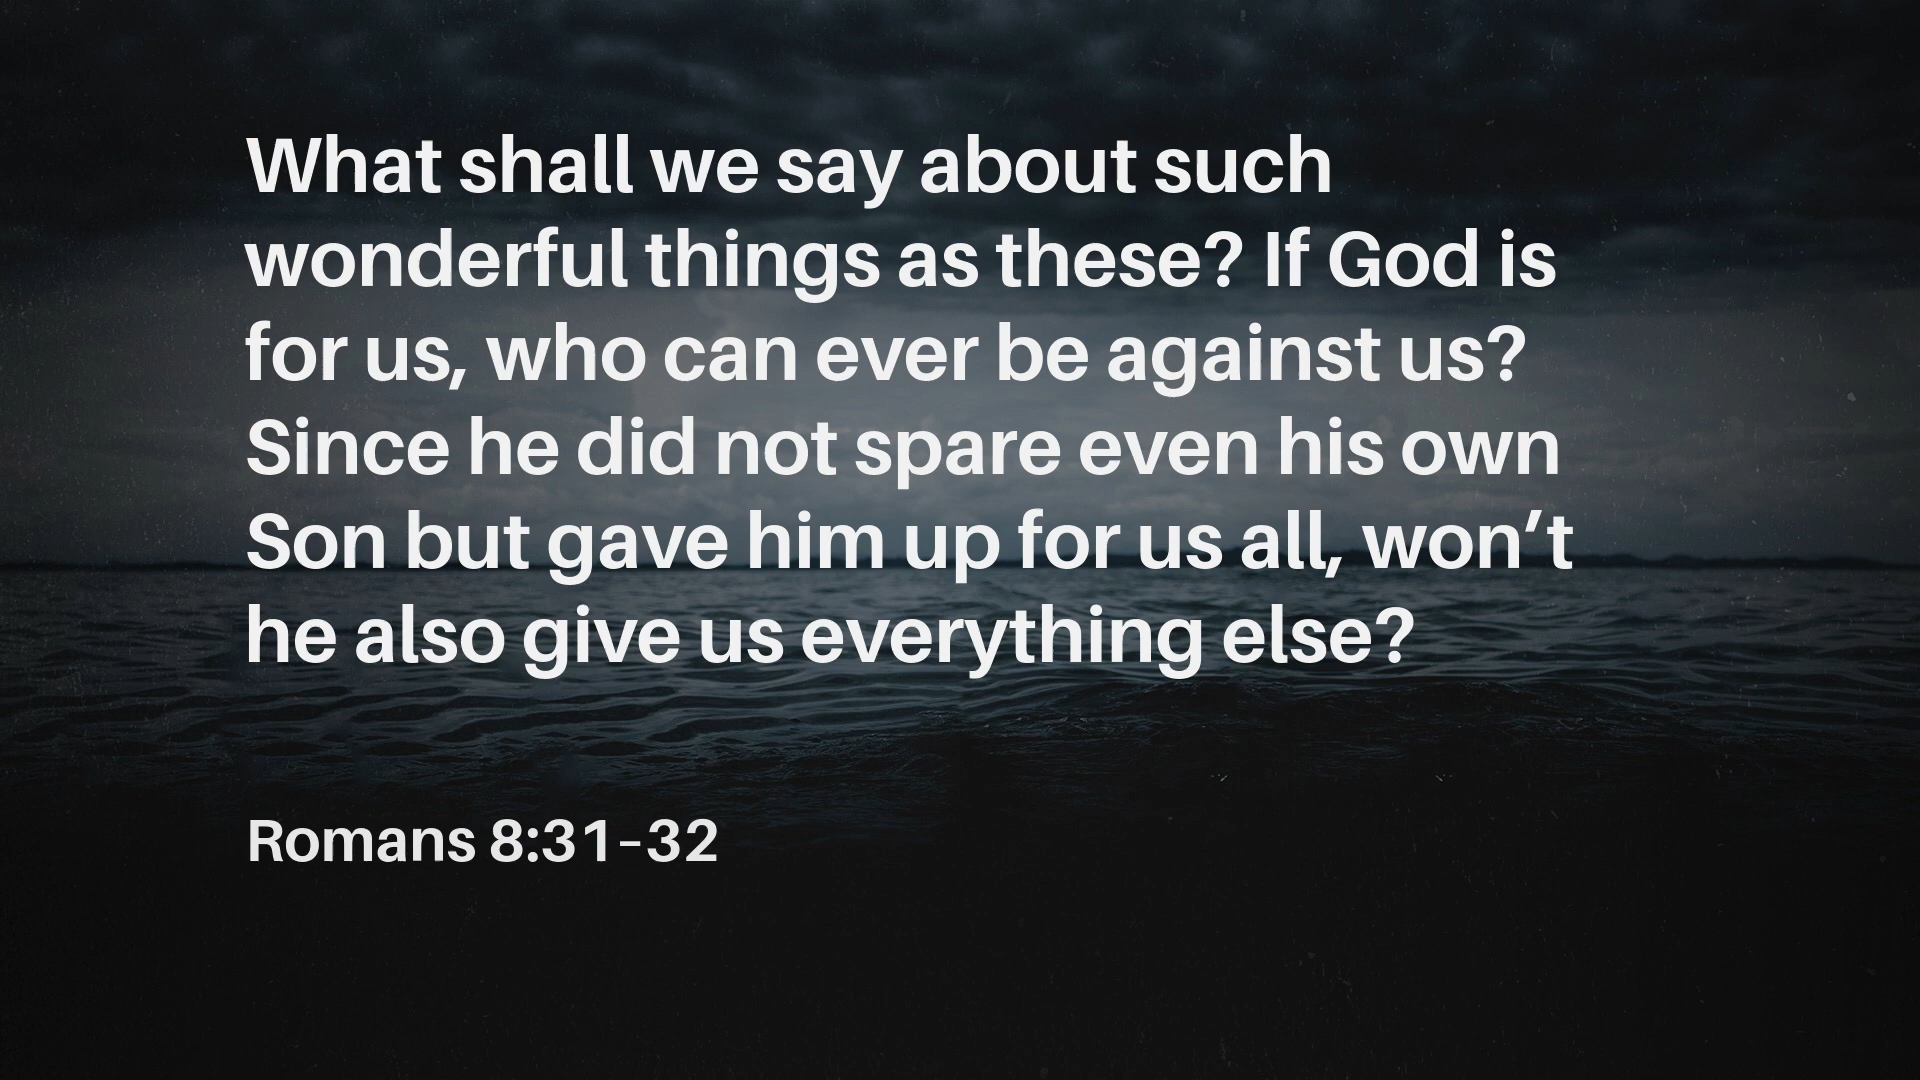 What shall we say about such
wonderful things as these? If God is
for us, who can ever be against us?
Since he did not spare even his own
Son but gave him up for us all, won’t
he also give us everything else?
Romans 8:31–32